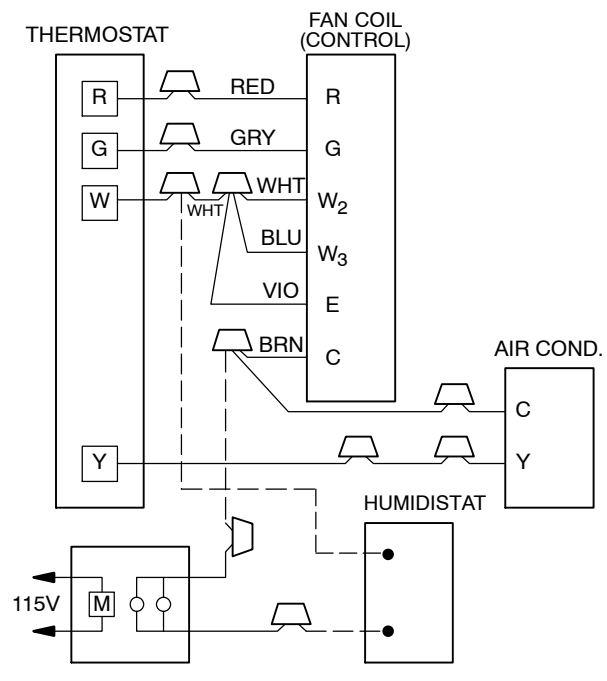 THERMOSTAT
FAN COIL
(CONTROL)
R
RED
R
G
GRY
G
W
WHT
WHT
W2
BLU
W3
VIO
E
BRN
C
AIR COND.
C
Y
Y
HUMIDISTAT
115V
M